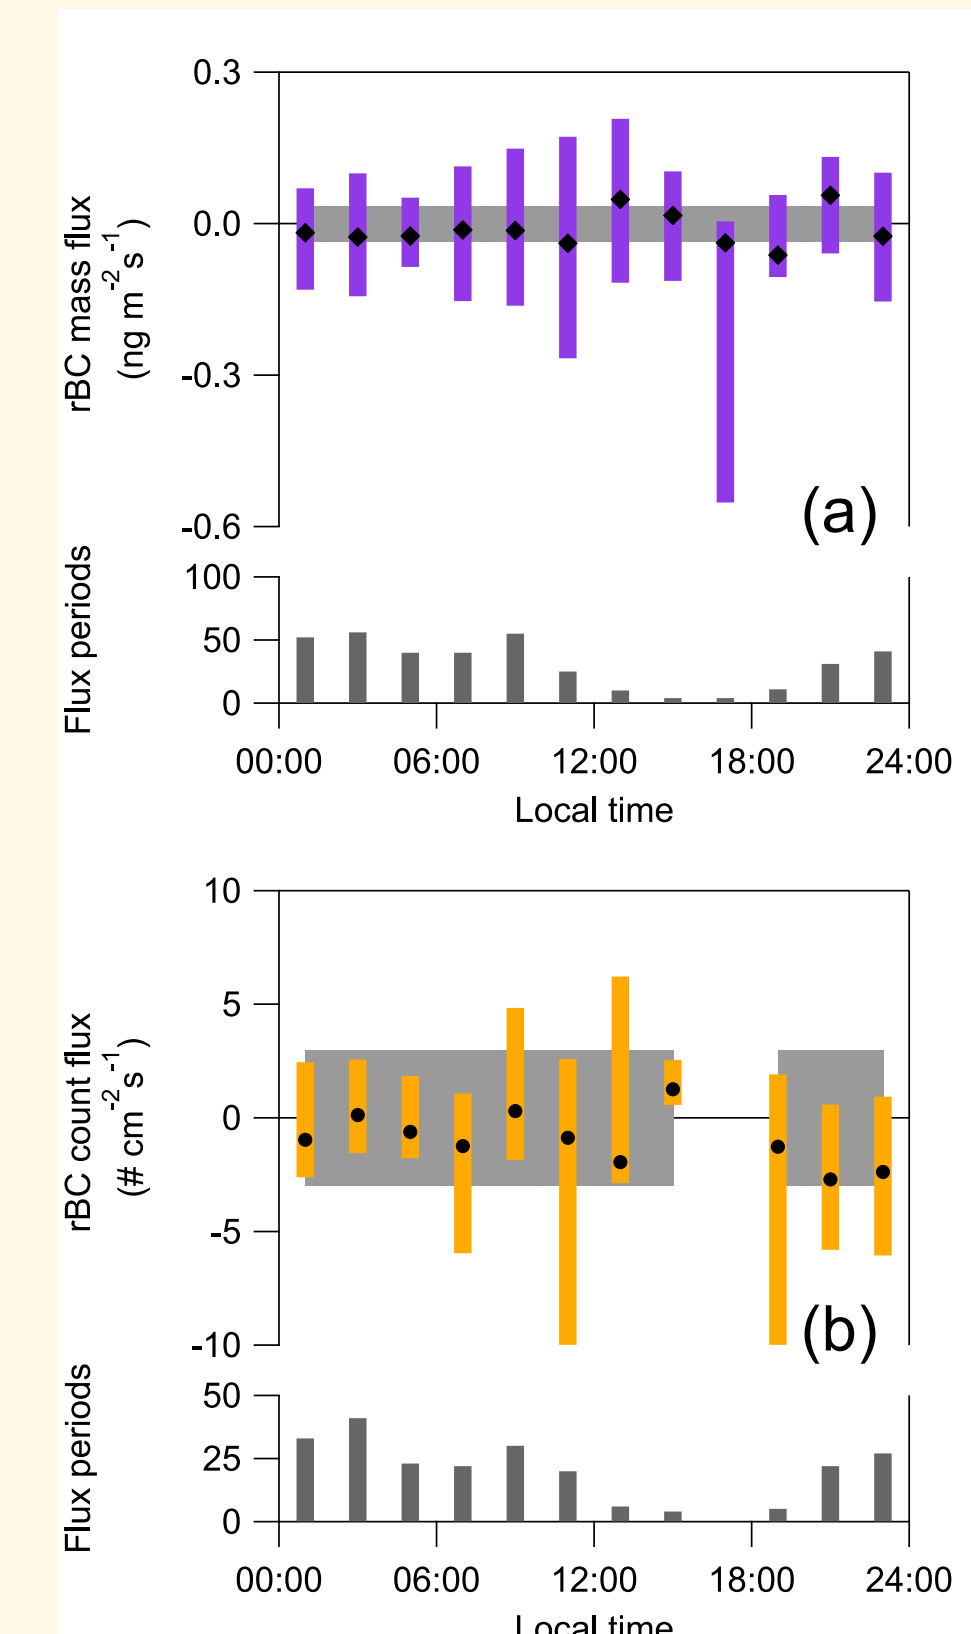 0.3
0.0
-0.3
-0.6
rBC mass flux
(ng m-2 s-1)
(a)
100
50
0
Flux periods
00:00 06:00 12:00 18:00 24:00
Local time
10
5
0
-5
-10
rBC count flux
(# cm-2 s-1)
(b)
50
25
0
Flux periods
00:00 06:00 12:00 18:00 24:00
Local time